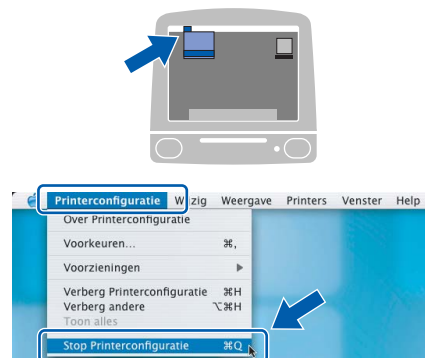 Printerconfiguratie Wijzig Weergave Printers Venster Help
Over Printerconfiguratie
Voorkeuren... ⌘,
Voorzieningen ▶
Verberg Printerconfiguratie ⌘H
Verberg andere ⌥⌘H
Toon alles
Stop Printerconfiguratie ⌘Q